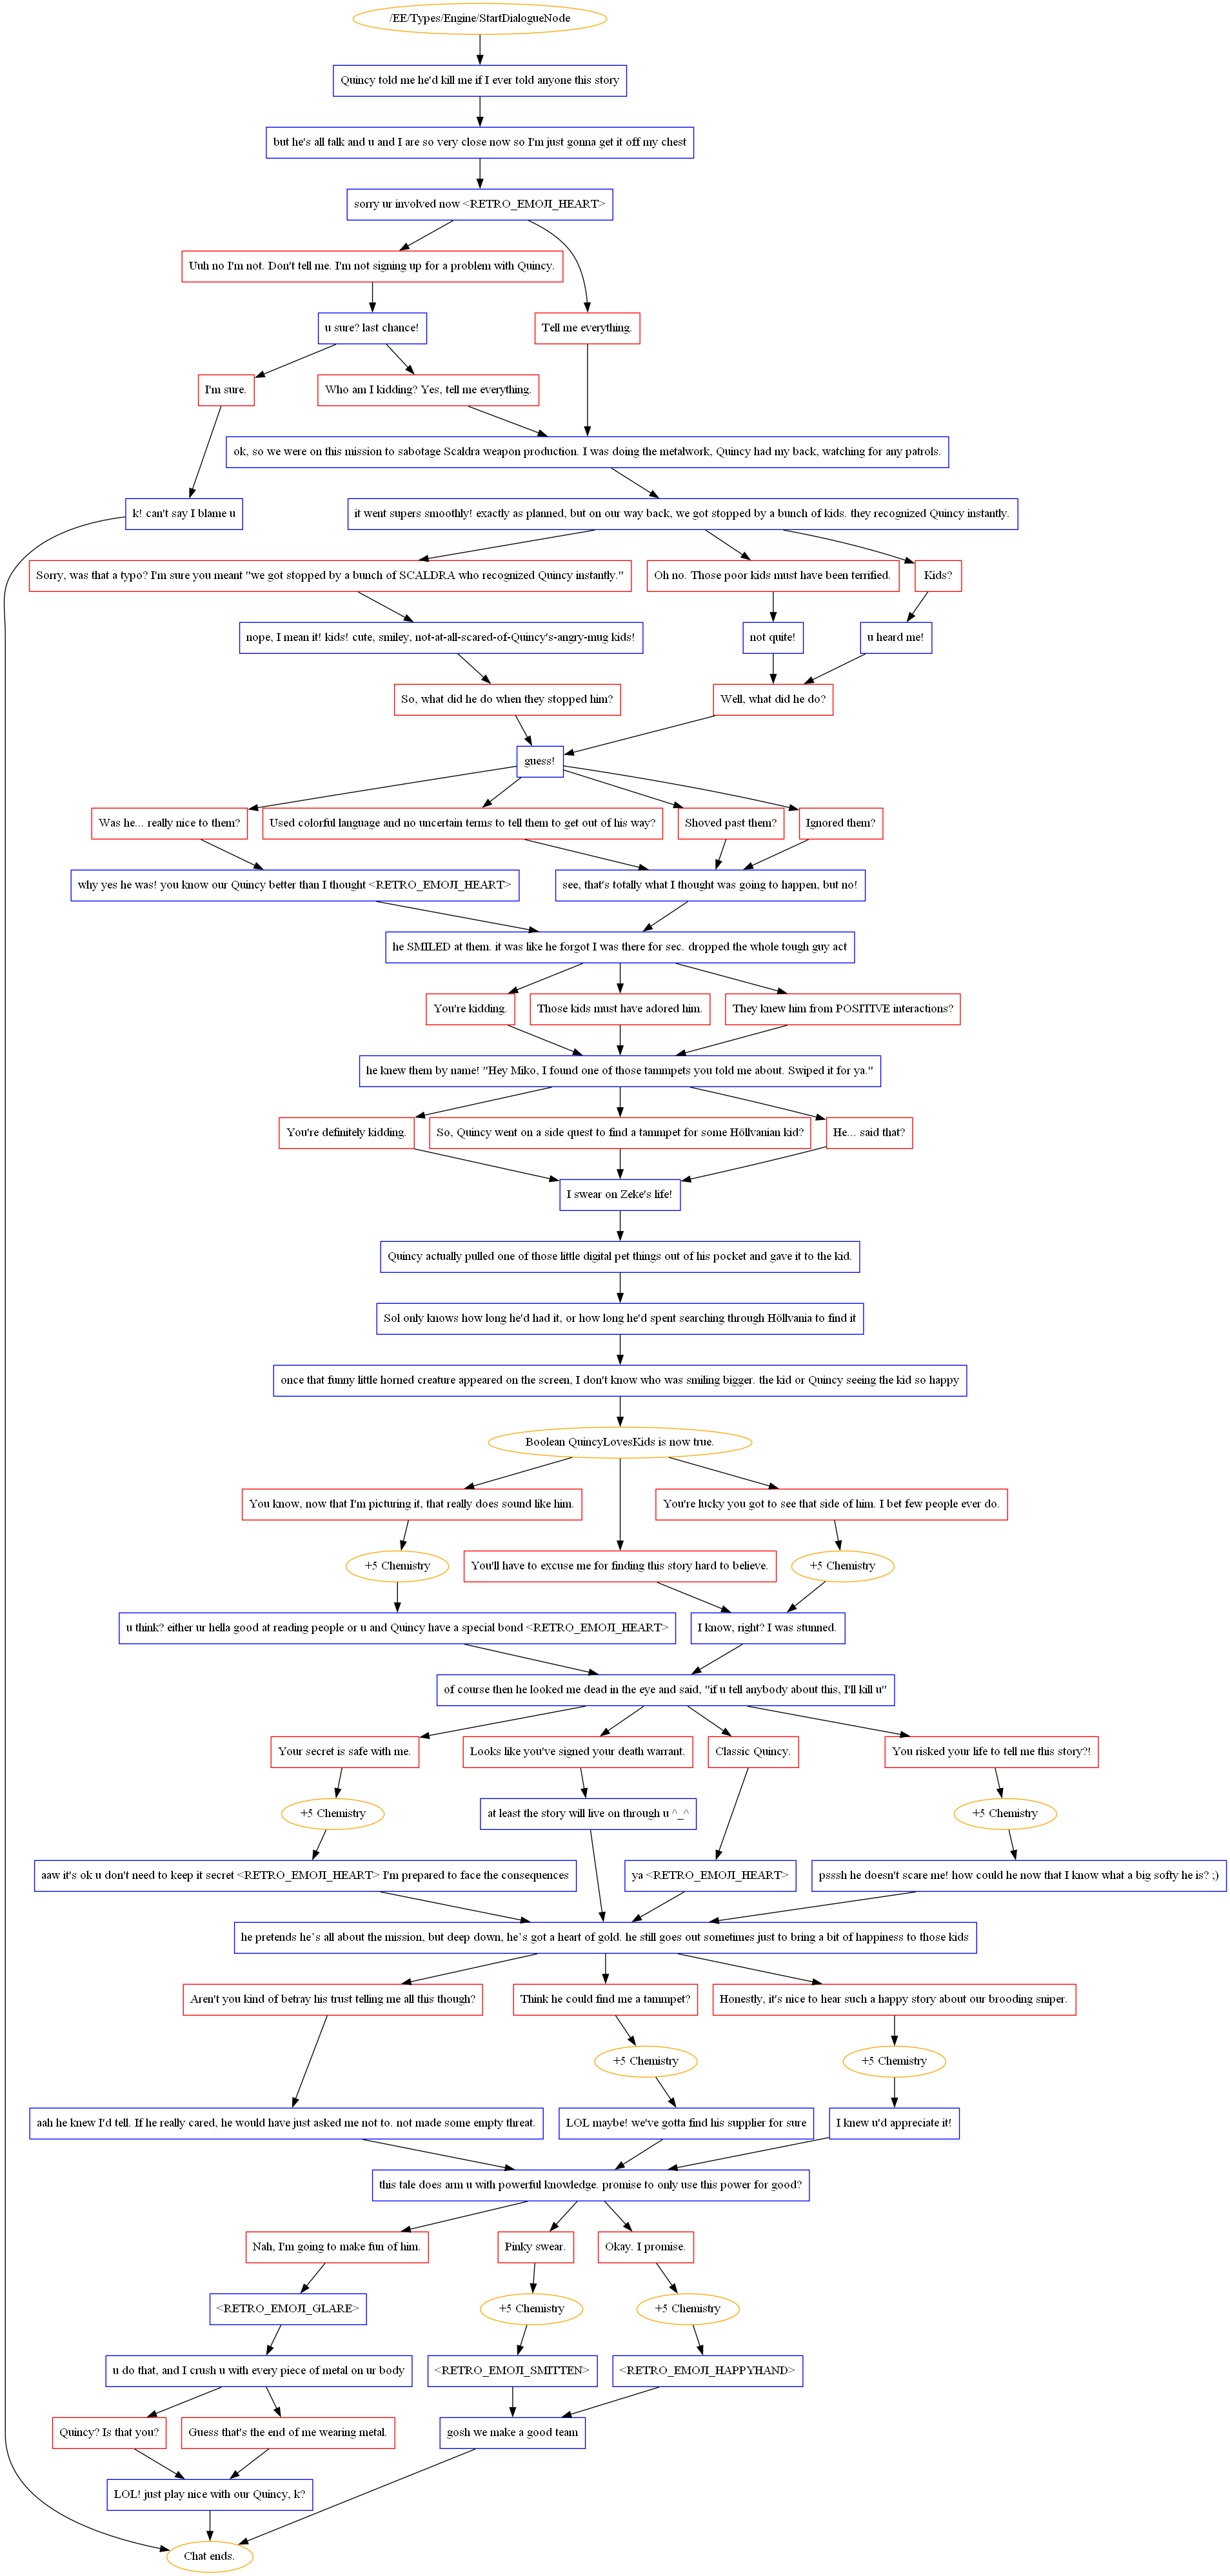 /EE/Types/Engine/StartDialogueNode
Quincy told me he'd kill me if I ever told anyone this story
but he's all talk and u and I are so very close now so I'm just gonna get it off my chest
sorry ur involved now <RETRO_EMOJI_HEART>
Uuh no I'm not. Don't tell me. I'm not signing up for a problem with Quincy.
u sure? last chance!
Tell me everything.
I'm sure.
Who am I kidding? Yes, tell me everything.
ok, so we were on this mission to sabotage Scaldra weapon production. I was doing the metalwork, Quincy had my back, watching for any patrols.
k! can't say I blame u
it went supers smoothly! exactly as planned, but on our way back, we got stopped by a bunch of kids. they recognized Quincy instantly.
Sorry, was that a typo? I'm sure you meant "we got stopped by a bunch of SCALDRA who recognized Quincy instantly."
Oh no. Those poor kids must have been terrified.
Kids?
nope, I mean it! kids! cute, smiley, not-at-all-scared-of-Quincy's-angry-mug kids!
not quite!
u heard me!
So, what did he do when they stopped him?
Well, what did he do?
guess!
Was he... really nice to them?
Used colorful language and no uncertain terms to tell them to get out of his way?
Shoved past them?
Ignored them?
why yes he was! you know our Quincy better than I thought <RETRO_EMOJI_HEART>
see, that's totally what I thought was going to happen, but no!
he SMILED at them. it was like he forgot I was there for sec. dropped the whole tough guy act
You're kidding.
Those kids must have adored him.
They knew him from POSITIVE interactions?
he knew them by name! "Hey Miko, I found one of those tammpets you told me about. Swiped it for ya."
You're definitely kidding.
So, Quincy went on a side quest to find a tammpet for some Höllvanian kid?
He... said that?
I swear on Zeke's life!
Quincy actually pulled one of those little digital pet things out of his pocket and gave it to the kid.
Sol only knows how long he'd had it, or how long he'd spent searching through Höllvania to find it
once that funny little horned creature appeared on the screen, I don't know who was smiling bigger. the kid or Quincy seeing the kid so happy
Boolean QuincyLovesKids is now true.
You know, now that I'm picturing it, that really does sound like him.
You're lucky you got to see that side of him. I bet few people ever do.
+5 Chemistry
You'll have to excuse me for finding this story hard to believe.
+5 Chemistry
u think? either ur hella good at reading people or u and Quincy have a special bond <RETRO_EMOJI_HEART>
I know, right? I was stunned.
of course then he looked me dead in the eye and said, "if u tell anybody about this, I'll kill u"
Your secret is safe with me.
Looks like you've signed your death warrant.
Classic Quincy.
You risked your life to tell me this story?!
+5 Chemistry
at least the story will live on through u ^_^
+5 Chemistry
aaw it's ok u don't need to keep it secret <RETRO_EMOJI_HEART> I'm prepared to face the consequences
ya <RETRO_EMOJI_HEART>
psssh he doesn't scare me! how could he now that I know what a big softy he is? ;)
he pretends he's all about the mission, but deep down, he's got a heart of gold. he still goes out sometimes just to bring a bit of happiness to those kids
Aren't you kind of betray his trust telling me all this though?
Think he could find me a tammpet?
Honestly, it's nice to hear such a happy story about our brooding sniper.
+5 Chemistry
+5 Chemistry
aah he knew I'd tell. If he really cared, he would have just asked me not to. not made some empty threat.
LOL maybe! we've gotta find his supplier for sure
I knew u'd appreciate it!
this tale does arm u with powerful knowledge. promise to only use this power for good?
Nah, I'm going to make fun of him.
Pinky swear.
Okay. I promise.
<RETRO_EMOJI_GLARE>
+5 Chemistry
+5 Chemistry
u do that, and I crush u with every piece of metal on ur body
<RETRO_EMOJI_SMITTEN>
<RETRO_EMOJI_HAPPYHAND>
Quincy? Is that you?
Guess that's the end of me wearing metal.
gosh we make a good team
LOL! just play nice with our Quincy, k?
Chat ends.